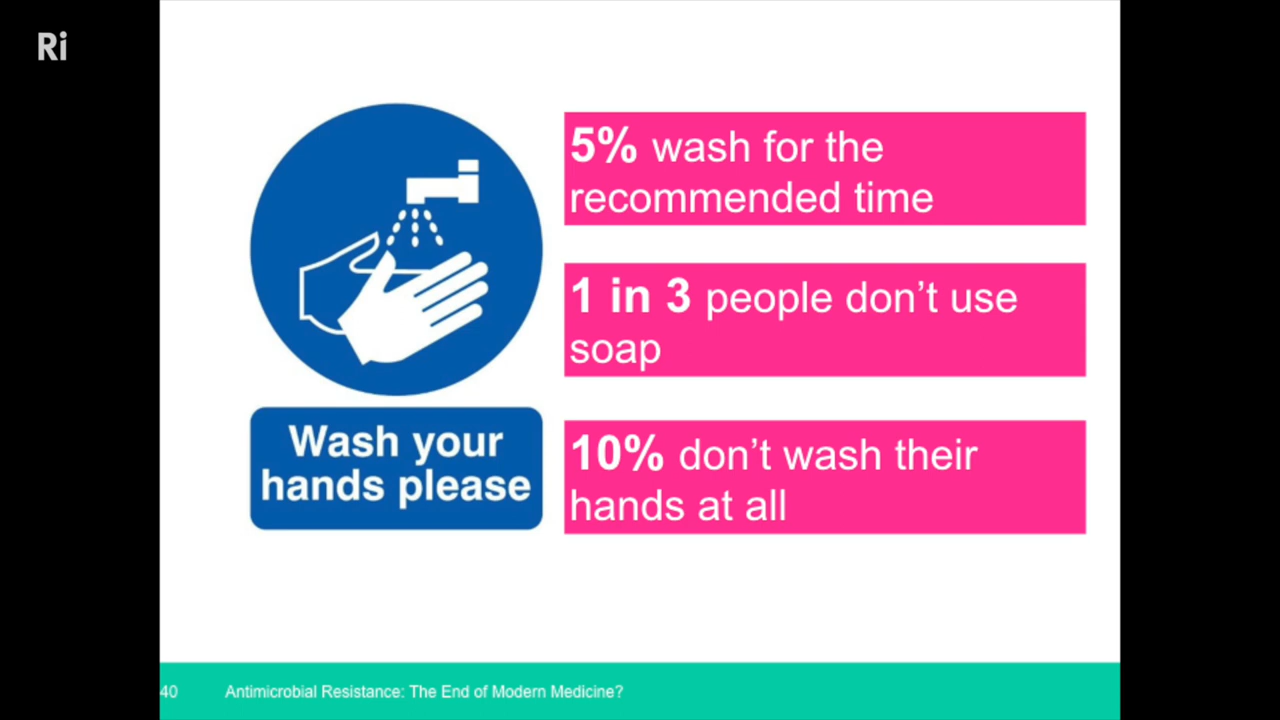 Ri
5% wash for the
recommended time
1 in 3 people don’t use
soap
10% don’t wash their
hands at all
Wash your
hands please
40
Antimicrobial Resistance: The End of Modern Medicine?